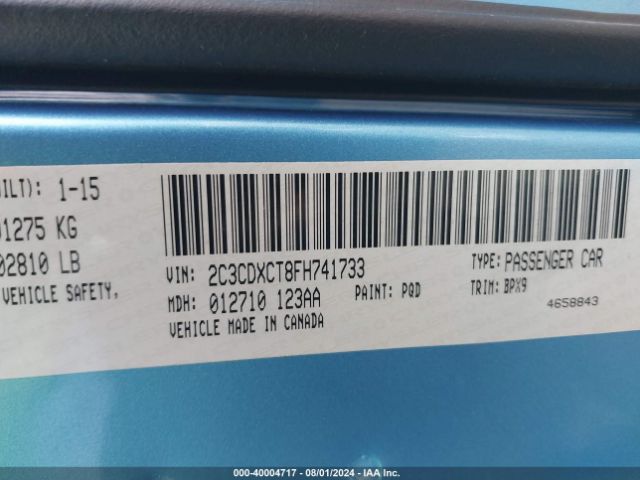 ILT): 1-15
1275 KG
02810 LB
VEHICLE SAFETY,
VIN: 2C3CDXCT8FH741733
TYPE: PASSENGER CAR
MDH: 012710 123AA PAINT: PQD TRIM: BPX9
4658843
VEHICLE MADE IN CANADA
000-40004717 - 08/01/2024 - IAA Inc.